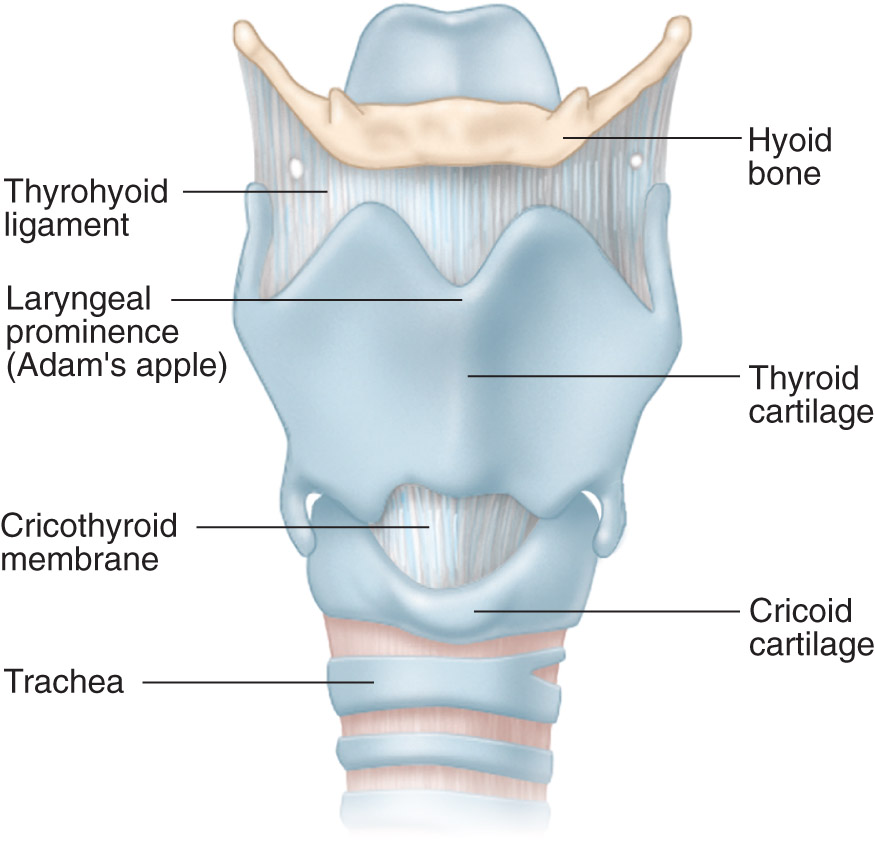 Hyoid
bone
Thyrohyoid
ligament
Laryngeal
prominence
(Adam's apple)
Thyroid
cartilage
Cricothyroid
membrane
Cricoid
cartilage
Trachea